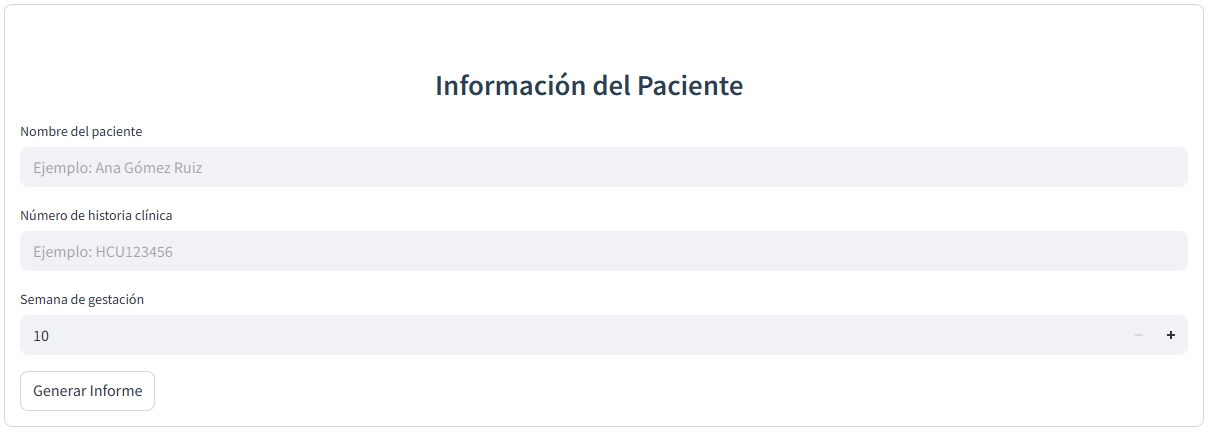 Información del Paciente
Nombre del paciente
Ejemplo: Ana Gómez Ruiz
Número de historia clínica
Ejemplo: HCU123456
Semana de gestación
10
Generar Informe